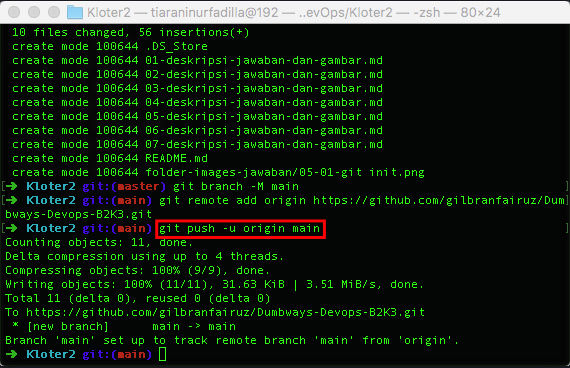 Kloter2 — tiaraninurfadilla@192 — ..evOps/Kloter2 — -zsh — 80×24
10 files changed, 56 insertions(+)
create mode 100644 .DS_Store
create mode 100644 01-deskripsi-jawaban-dan-gambar.md
create mode 100644 02-deskripsi-jawaban-dan-gambar.md
create mode 100644 03-deskripsi-jawaban-dan-gambar.md
create mode 100644 04-deskripsi-jawaban-dan-gambar.md
create mode 100644 05-deskripsi-jawaban-dan-gambar.md
create mode 100644 06-deskripsi-jawaban-dan-gambar.md
create mode 100644 07-deskripsi-jawaban-dan-gambar.md
create mode 100644 README.md
create mode 100644 folder-images-jawaban/05-01-git init.png
[➜ Kloter2 git:(master) git branch -M main ]
[➜ Kloter2 git:(main) git remote add origin https://github.com/gilbranfairuz/Dum]
bways-Devops-B2K3.git
[➜ Kloter2 git:(main) git push -u origin main ]
Counting objects: 11, done.
Delta compression using up to 4 threads.
Compressing objects: 100% (9/9), done.
Writing objects: 100% (11/11), 31.63 KiB | 3.51 MiB/s, done.
Total 11 (delta 0), reused 0 (delta 0)
To https://github.com/gilbranfairuz/Dumbways-Devops-B2K3.git
* [new branch] main -> main
Branch 'main' set up to track remote branch 'main' from 'origin'.
➜ Kloter2 git:(main)